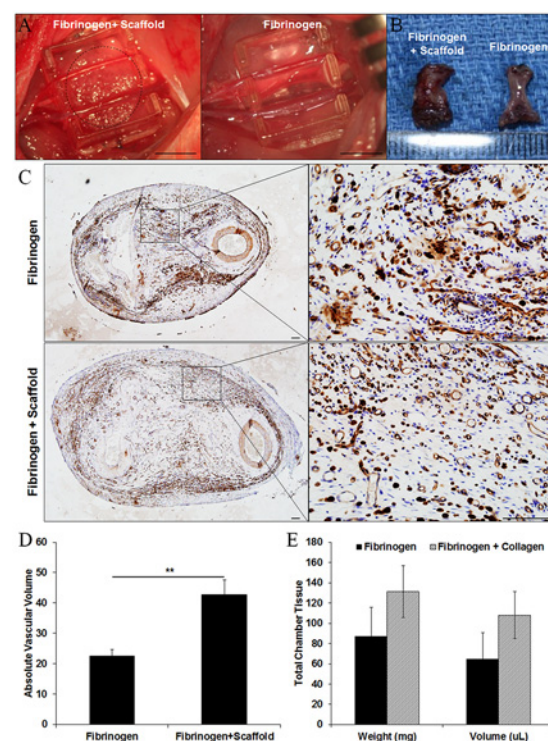 A
Fibrinogen+ Scaffold
Fibrinogen
B
Fibrinogen
+ Scaffold
Fibrinogen
C
Fibrinogen
Fibrinogen + Scaffold
D
Absolute Vascular Volume
60
50
40
30
20
10
0
**
Fibrinogen
Fibrinogen+Scaffold
E
Total Chamber Tissue
180
160
140
120
100
80
60
40
20
0
Fibrinogen
Fibrinogen + Collagen
Weight (mg)
Volume (uL)